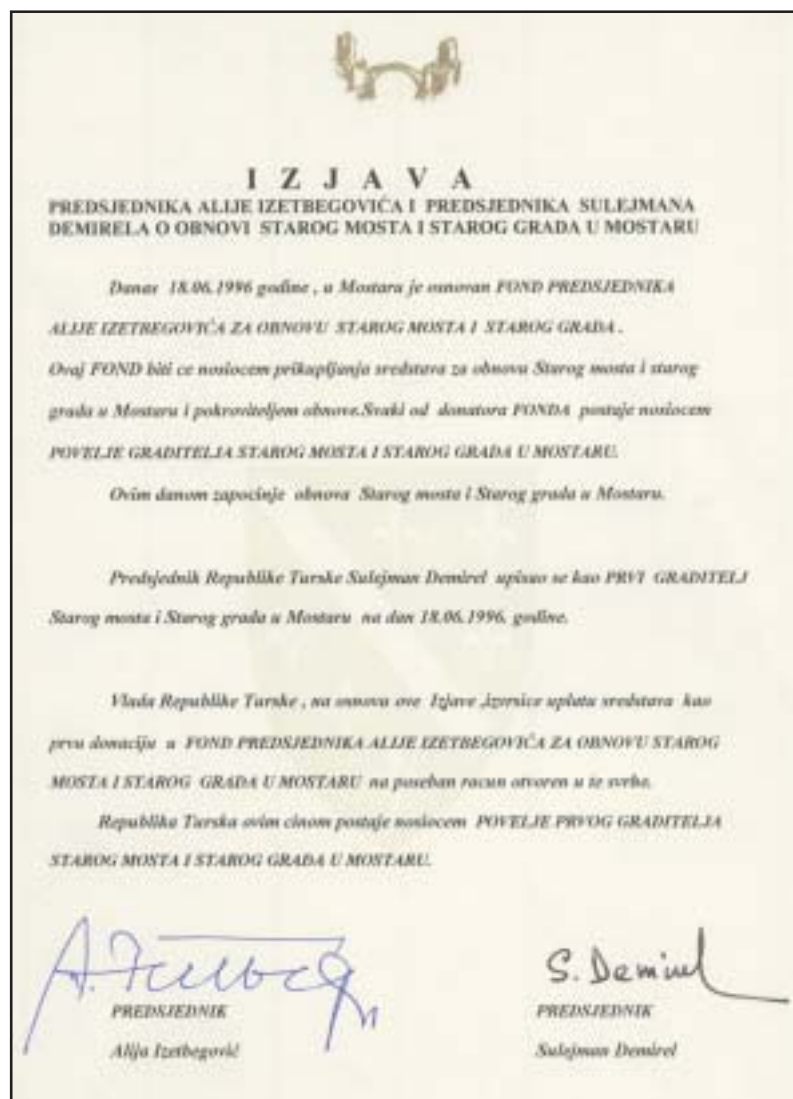 I Z J A V A
PREDSJEDNIKA ALIJE IZETBEGOVIĆA I PREDSJEDNIKA SULEJMANA
DEMIRELA O OBNOVI STAROG MOSTA I STAROG GRADA U MOSTARU
Danas 18.06.1996 godine , u Mostaru je osnovan FOND PREDSJEDNIKA
ALIJE IZETBEGOVIĆA ZA OBNOVU STAROG MOSTA I STAROG GRADA .
Ovaj FOND biti ce nosiocem prikupljanja sredstava za obnovu Starog mosta i starog
grada u Mostaru i pokroviteljem obnove.Svaki od donatora FONDA postaje nosiocem
POVELJE GRADITELJA STAROG MOSTA I STAROG GRADA U MOSTARU.
Ovim danom zapocinje obnova Starog mosta i Starog grada u Mostaru.
Predsjednik Republike Turske Sulejman Demirel upisao se kao PRVI GRADITELJ
Starog mosta i Starog grada u Mostaru na dan 18.06.1996. godine.
Vlada Republike Turske , na osnovu ove Izjave ,izvrsice uplatu sredstava kao
prvu donaciju u FOND PREDSJEDNIKA ALIJE IZETBEGOVIĆA ZA OBNOVU STAROG
MOSTA I STAROG GRADA U MOSTARU na poseban racun otvoren u te svrhe.
Republika Turska ovim cinom postaje nosiocem POVELJE PRVOG GRADITELJA
STAROG MOSTA I STAROG GRADA U MOSTARU.
S. Demirel
PREDSJEDNIK
Alija Izetbegović
PREDSJEDNIK
Sulejman Demirel